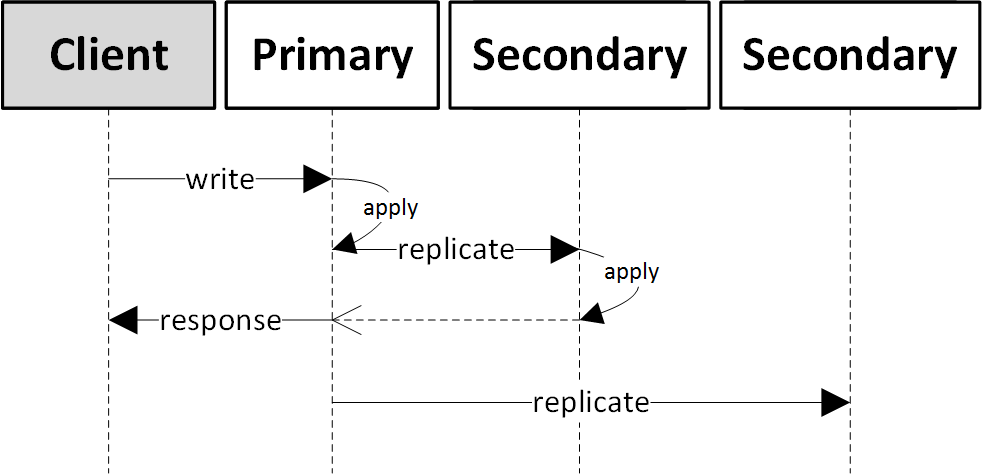 Client
Primary
Secondary
Secondary
write
apply
replicate
apply
response
replicate